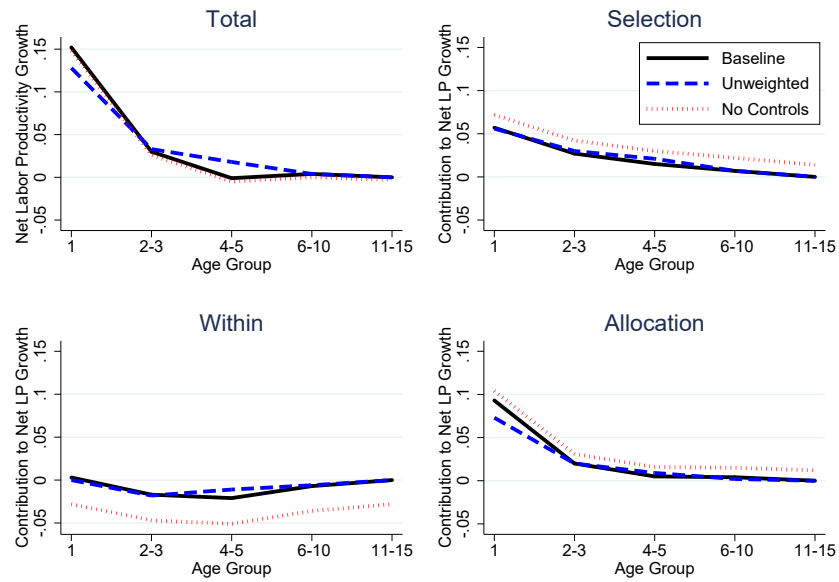 Total
Net Labor Productivity Growth
.15
.1
.05
0
-.05
1
2-3
4-5
6-10
11-15
Age Group
Selection
Contribution to Net LP Growth
.15
.1
.05
0
-.05
Baseline
Unweighted
No Controls
1
2-3
4-5
6-10
11-15
Age Group
Within
Contribution to Net LP Growth
.15
.1
.05
0
-.05
1
2-3
4-5
6-10
11-15
Age Group
Allocation
Contribution to Net LP Growth
.15
.1
.05
0
-.05
1
2-3
4-5
6-10
11-15
Age Group